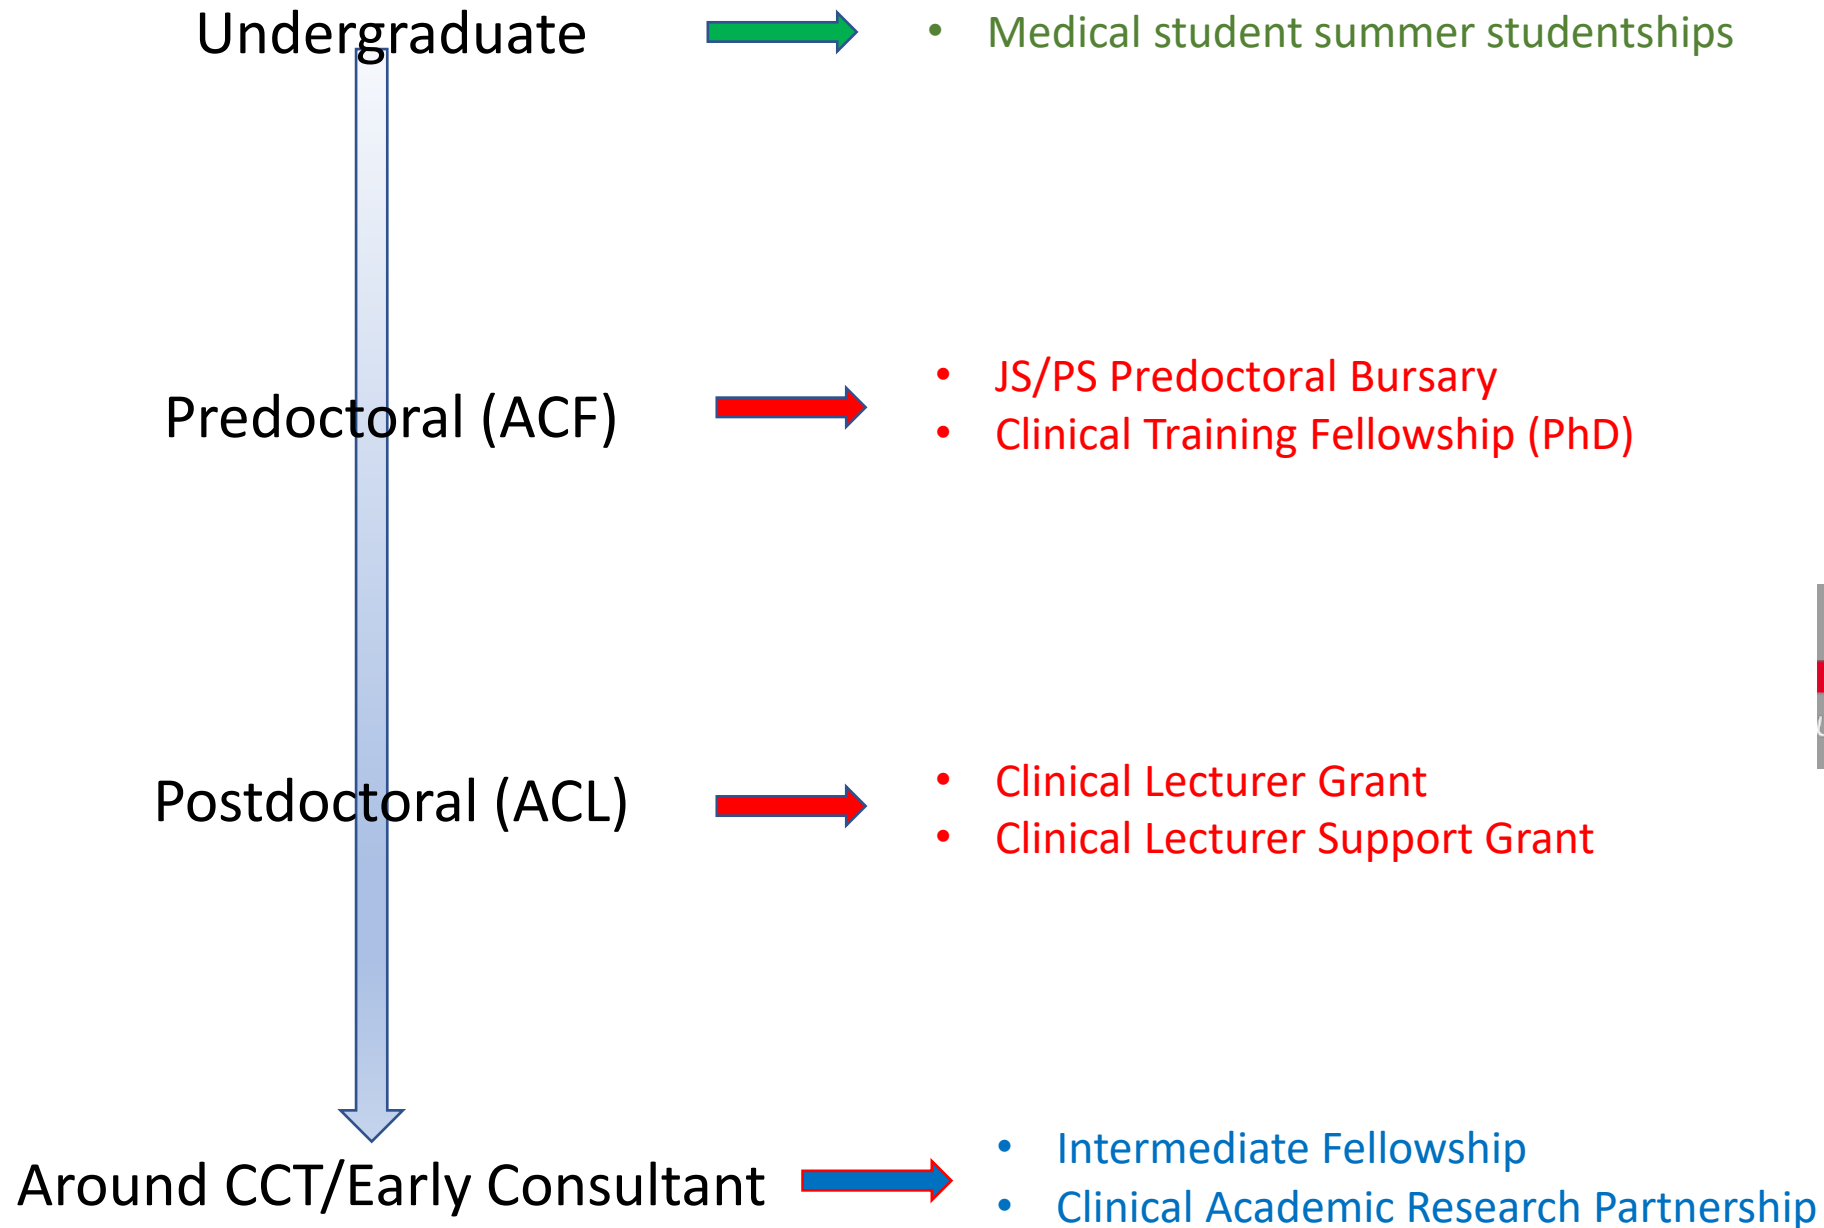 Undergraduate
• Medical student summer studentships
Predoctoral (ACF)
• JS/PS Predoctoral Bursary
• Clinical Training Fellowship (PhD)
Postdoctoral (ACL)
• Clinical Lecturer Grant
• Clinical Lecturer Support Grant
Around CCT/Early Consultant
• Intermediate Fellowship
• Clinical Academic Research Partnership